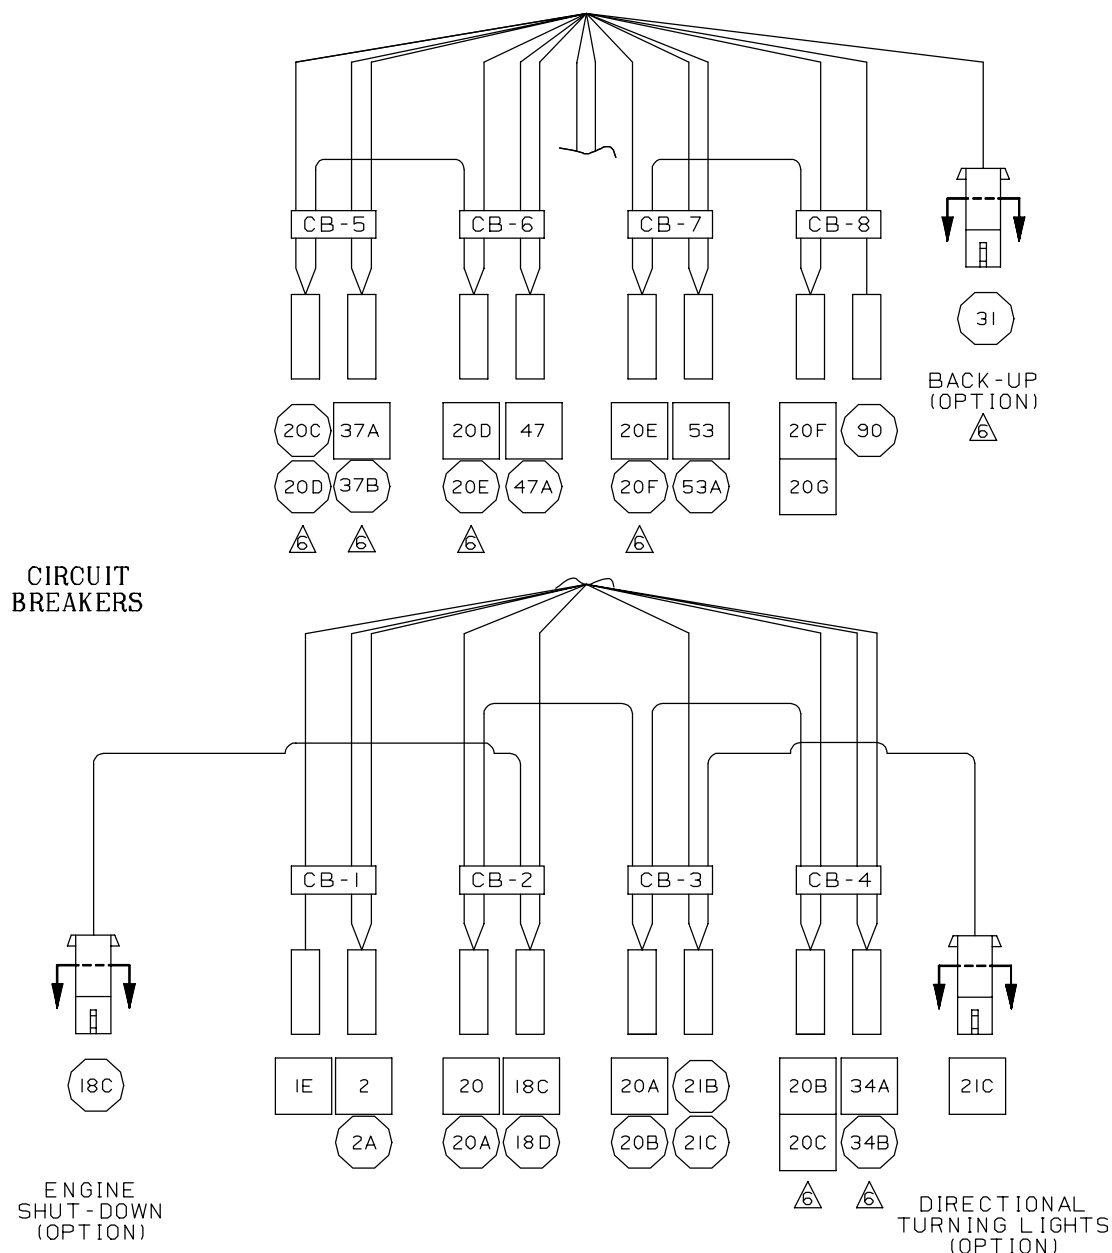 CB-5 CB-6 CB-7 CB-8
31
BACK-UP
(OPTION)
6
20C 37A 20D 47 20E 53 20F 90
20D 37B 20E 47A 20F 53A 20G
6 6 6 6
CIRCUIT
BREAKERS
CB-1 CB-2 CB-3 CB-4
18C 1E 2 20 18C 20A 21B 20B 34A 21C
2A 20A 18D 20B 21C 20C 34B
6 6
ENGINE
SHUT-DOWN
(OPTION)
DIRECTIONAL
TURNING LIGHTS
(OPTION)